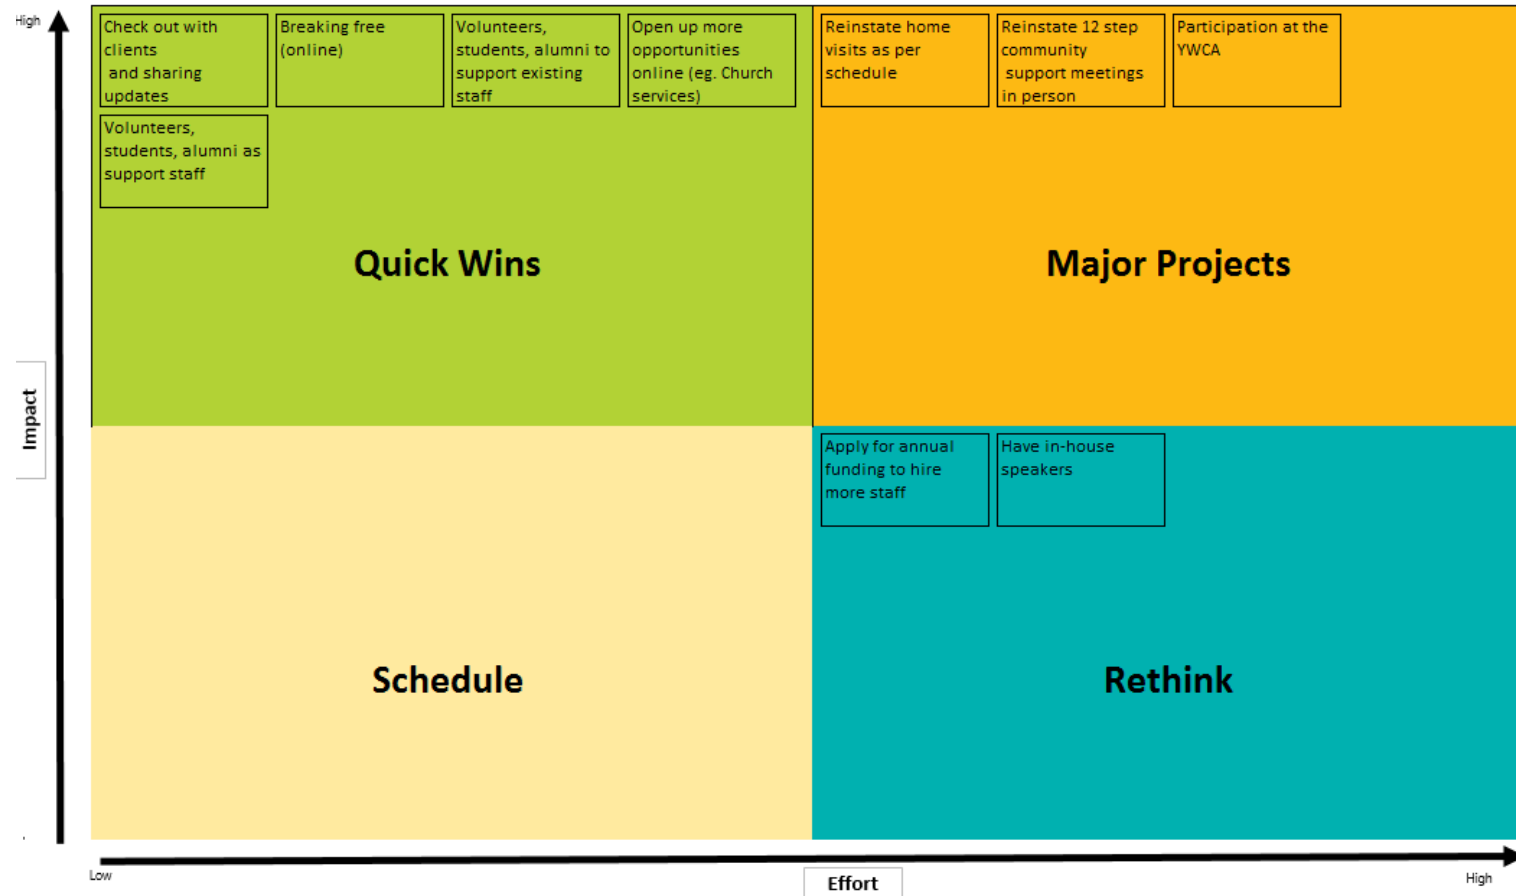 High
Check out with
clients
and sharing
updates
Breaking free
(online)
Volunteers,
students, alumni to
support existing
staff
Open up more
opportunities
online (eg. Church
services)
Volunteers,
students, alumni as
support staff
Quick Wins
Reinstate home
visits as per
schedule
Reinstate 12 step
community
support meetings
in person
Participation at the
YWCA
Major Projects
Impact
Schedule
Apply for annual
funding to hire
more staff
Have in-house
speakers
Rethink
Low
Effort
High